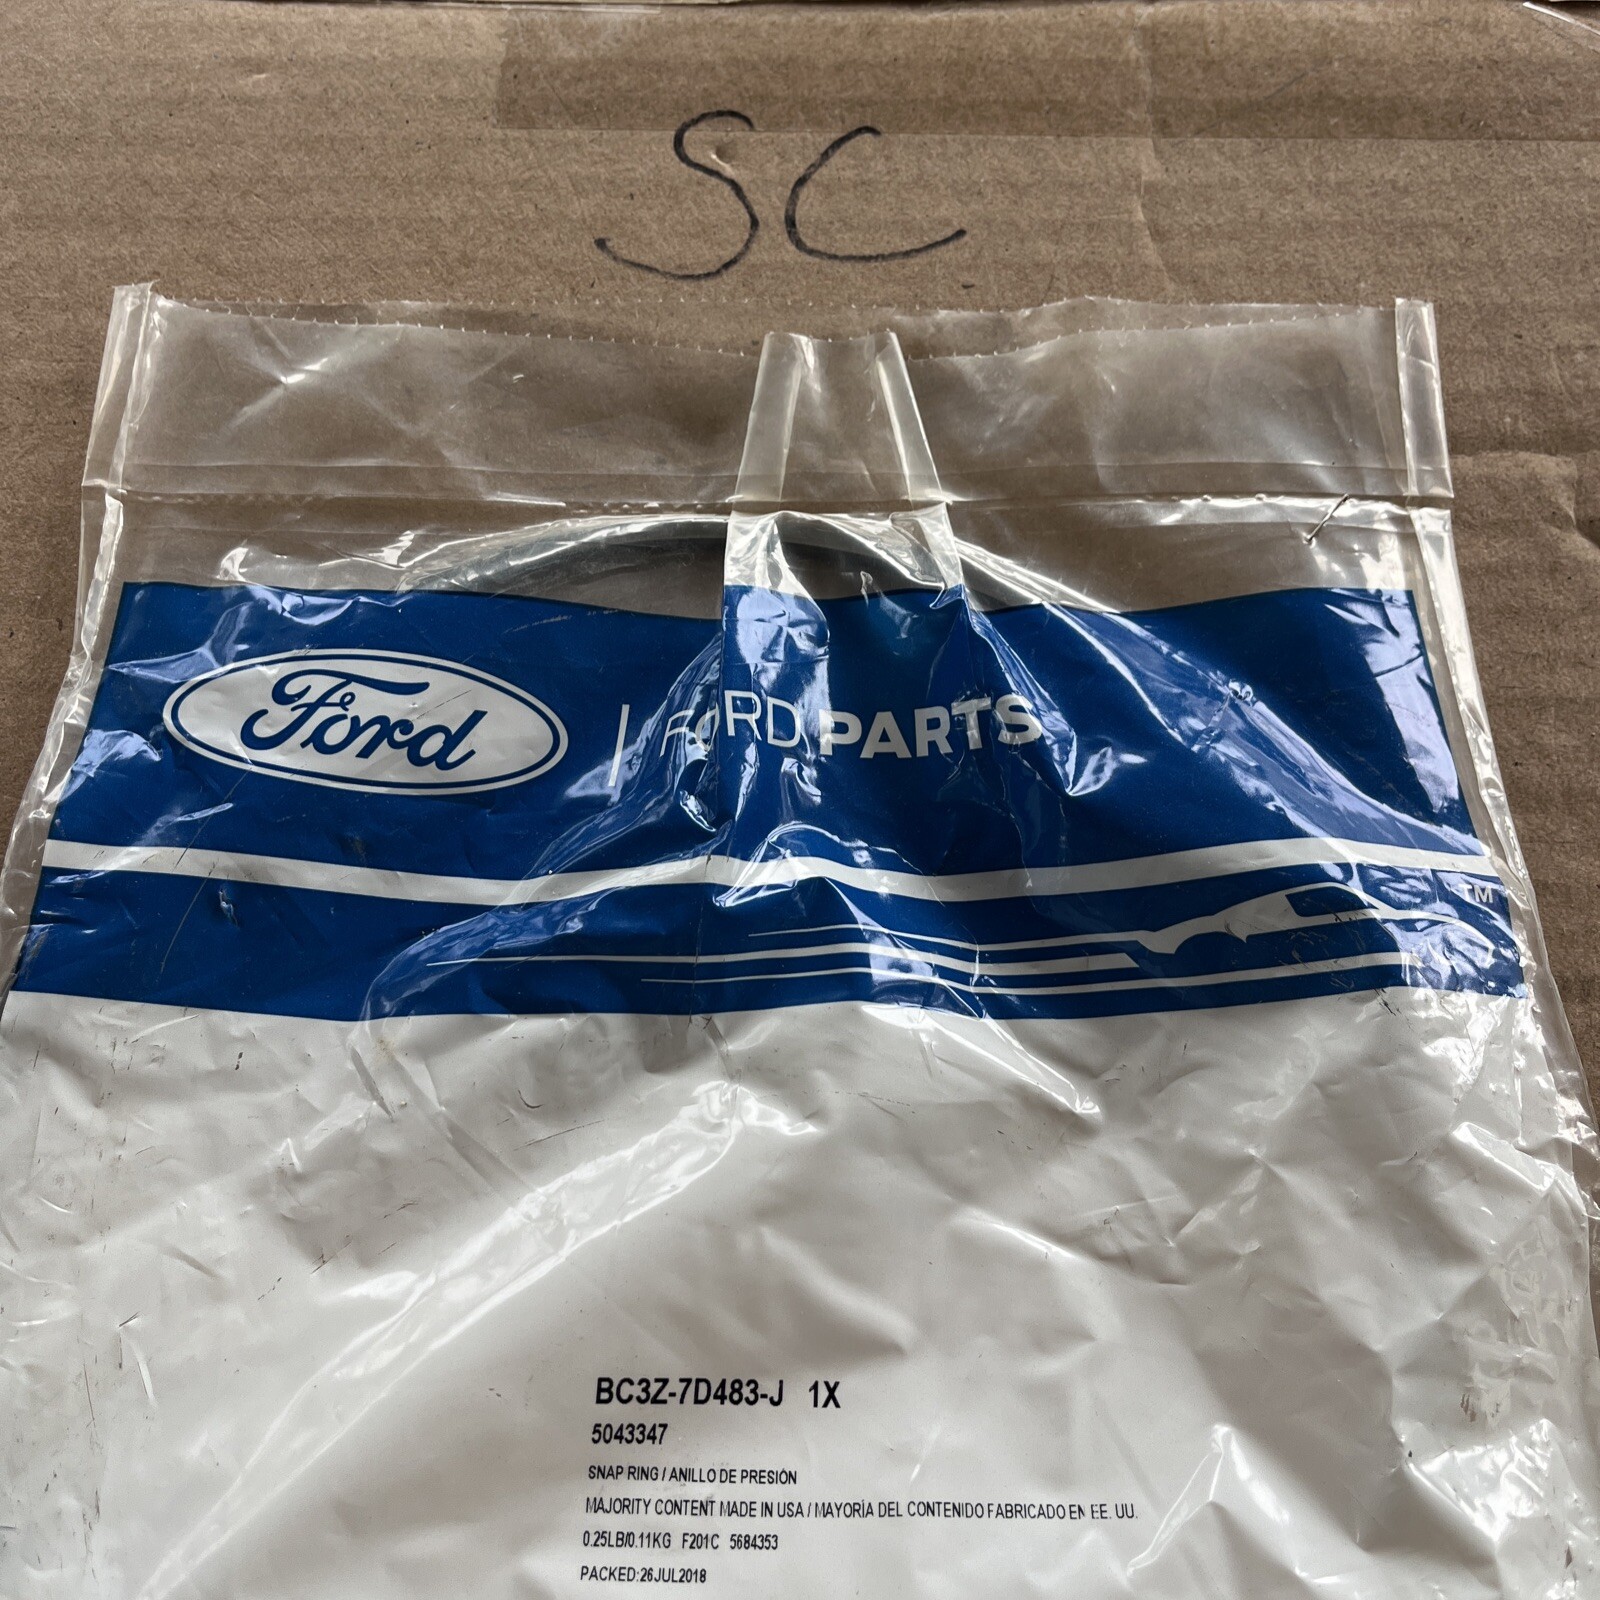 SC
Ford | FORD PARTS
TM
BC3Z-7D483-J 1X
5043347
SNAP RING / ANILLO DE PRESIÓN
MAJORITY CONTENT MADE IN USA / MAYORÍA DEL CONTENIDO FABRICADO EN EE. UU.
0.25LB/0.11KG F201C 5684353
PACKED:26JUL2018